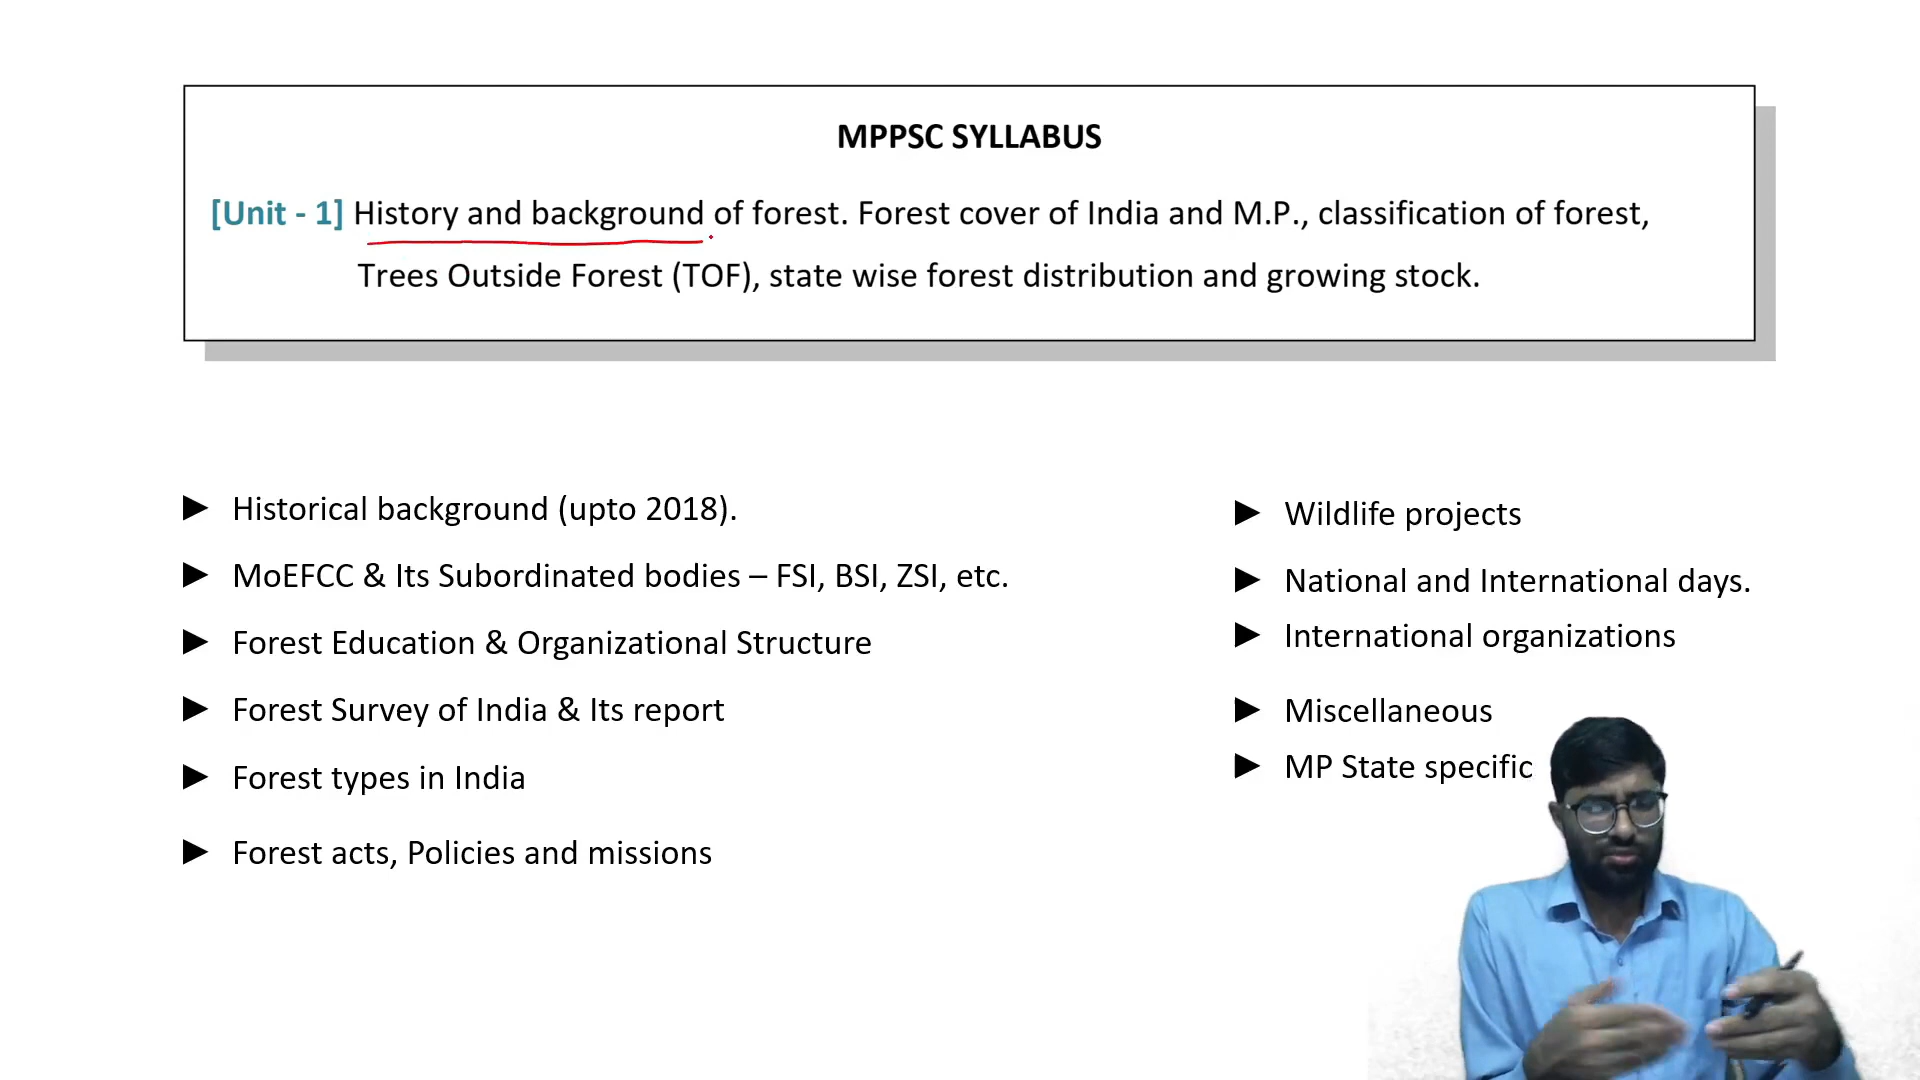 MPPSC SYLLABUS
[Unit - 1] History and background of forest. Forest cover of India and M.P., classification of forest,
Trees Outside Forest (TOF), state wise forest distribution and growing stock.
► Historical background (upto 2018).
► MoEFCC & Its Subordinated bodies – FSI, BSI, ZSI, etc.
► Forest Education & Organizational Structure
► Forest Survey of India & Its report
► Forest types in India
► Forest acts, Policies and missions
► Wildlife projects
► National and International days.
► International organizations
► Miscellaneous
► MP State specific